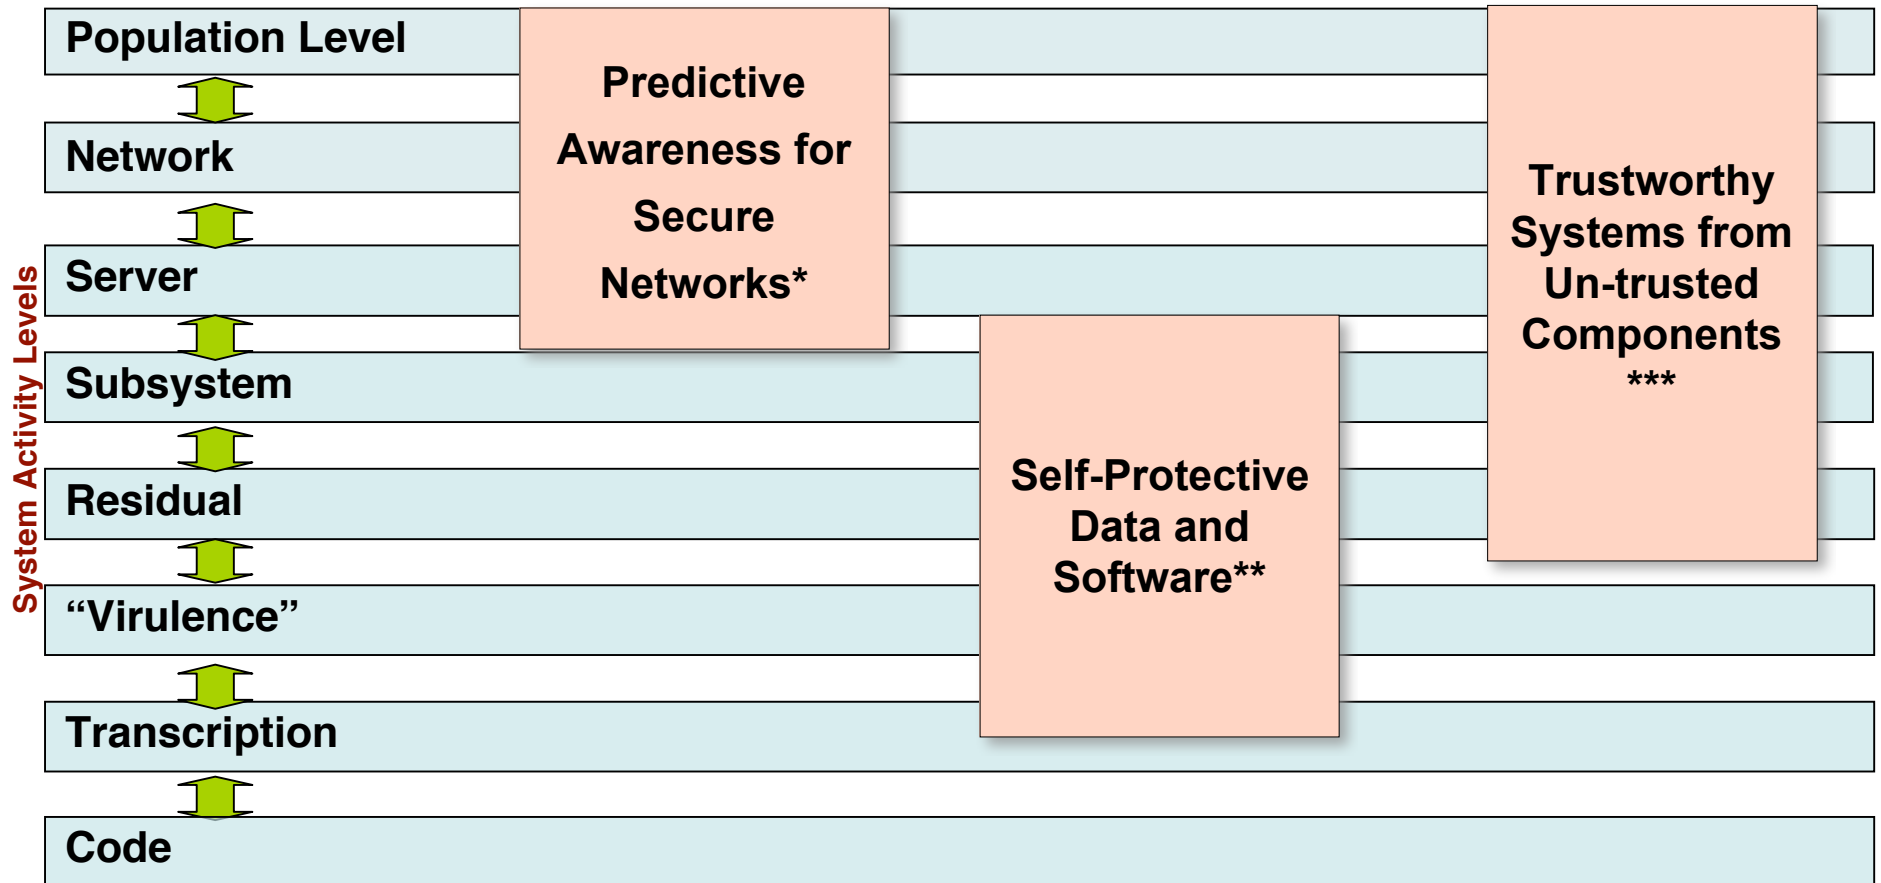 System Activity Levels
Population Level
Network
Server
Subsystem
Residual
“Virulence”
Transcription
Code
Predictive
Awareness for
Secure
Networks*
Self-Protective
Data and
Software**
Trustworthy
Systems from
Un-trusted
Components
***